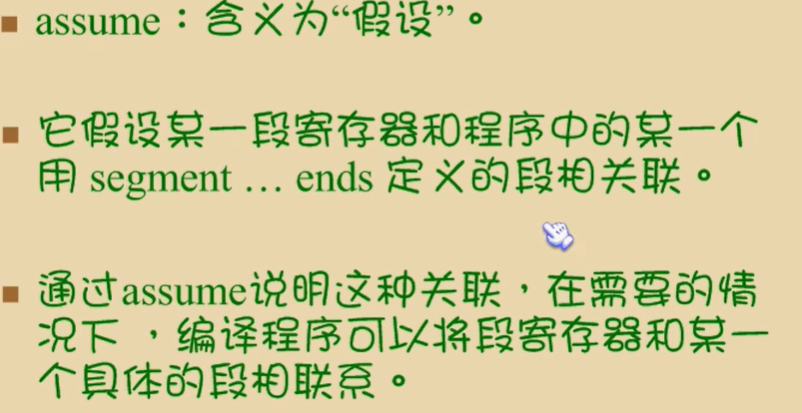 assume：含义为“假设”。
它假设某一段寄存器和程序中的某一个
用 segment … ends 定义的段相关联。
通过assume说明这种关联，在需要的情
况下 ，编译程序可以将段寄存器和某一
个具体的段相联系。